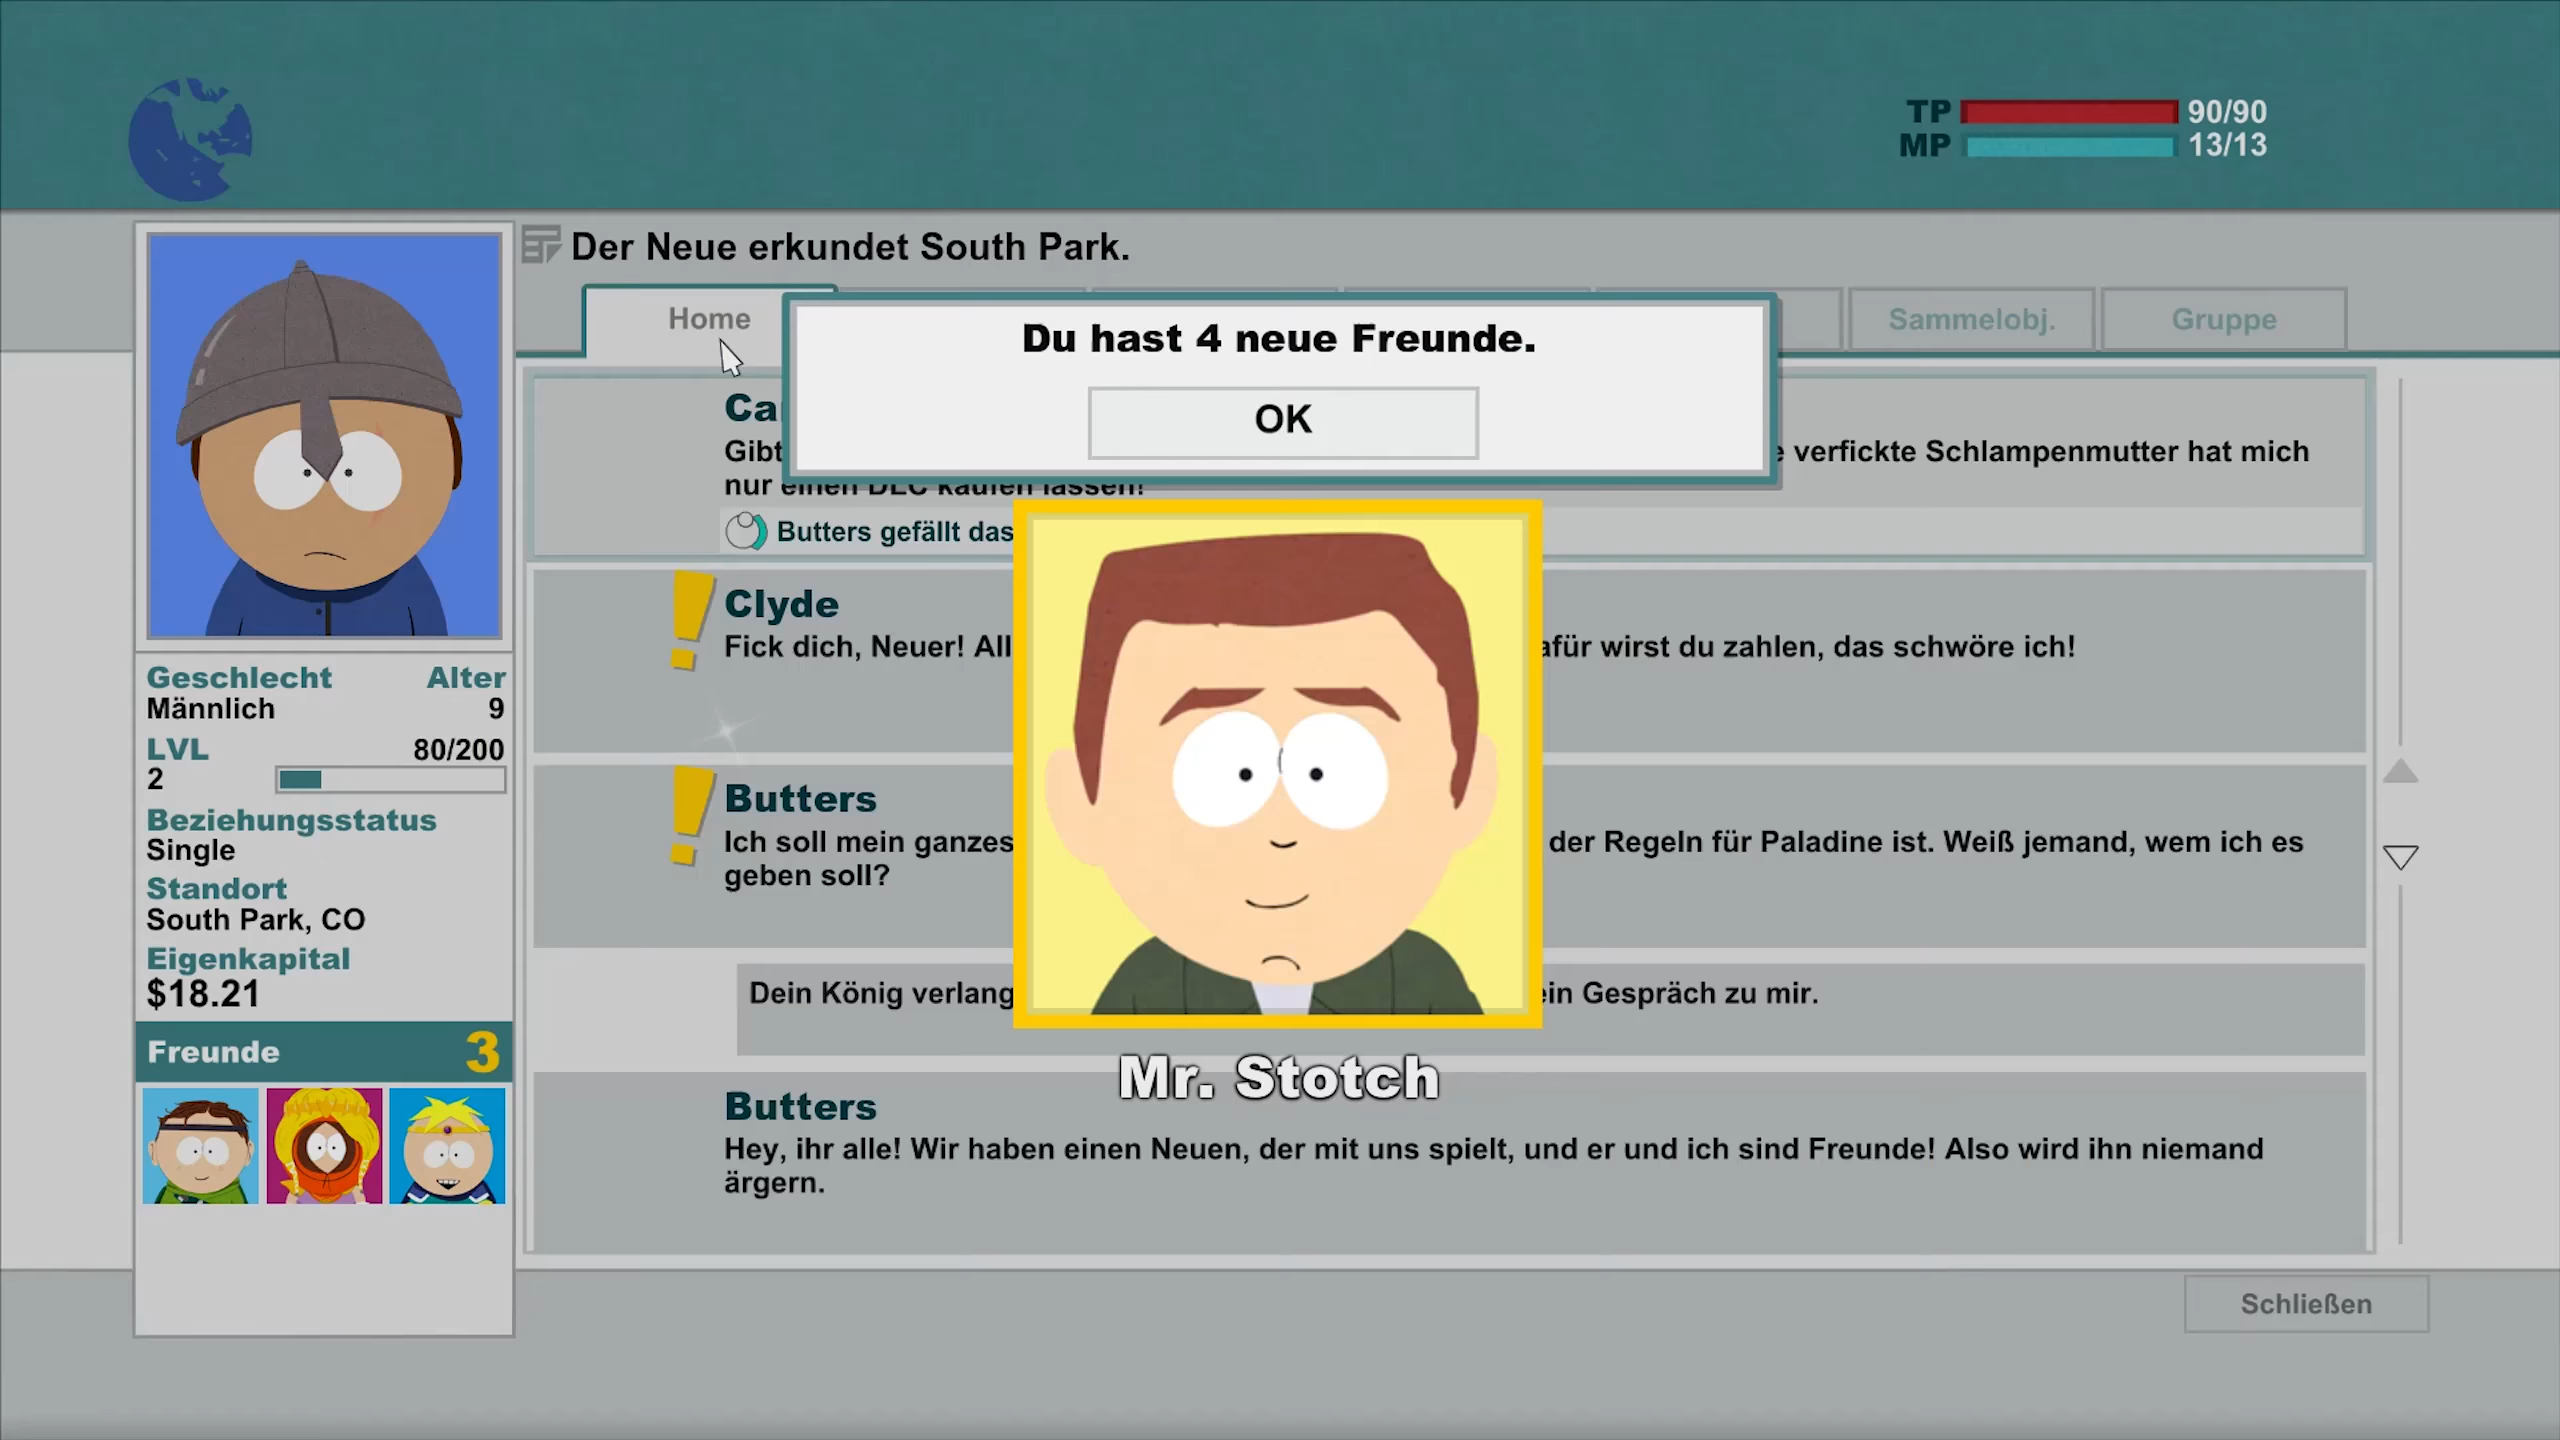 TP 90/90
MP 13/13
Der Neue erkundet South Park.
Home
Sammelobj.
Gruppe
Du hast 4 neue Freunde.
OK
Gibt
verfickte Schlampenmutter hat mich
nur einen DLC kaufen lassen!
Butters gefällt das
Clyde
Fick dich, Neuer! All
wirst du zahlen, das schwöre ich!
Butters
Ich soll mein ganzes
der Regeln für Paladine ist. Weiß jemand, wem ich es
geben soll?
Dein König verlang
Gespräch zu mir.
Mr. Stotch
Butters
Hey, ihr alle! Wir haben einen Neuen, der mit uns spielt, und er und ich sind Freunde! Also wird ihn niemand
ärgern.
Geschlecht Alter
Männlich 9
LVL 80/200
2
Beziehungsstatus
Single
Standort
South Park, CO
Eigenkapital
$18.21
Freunde 3
Schließen